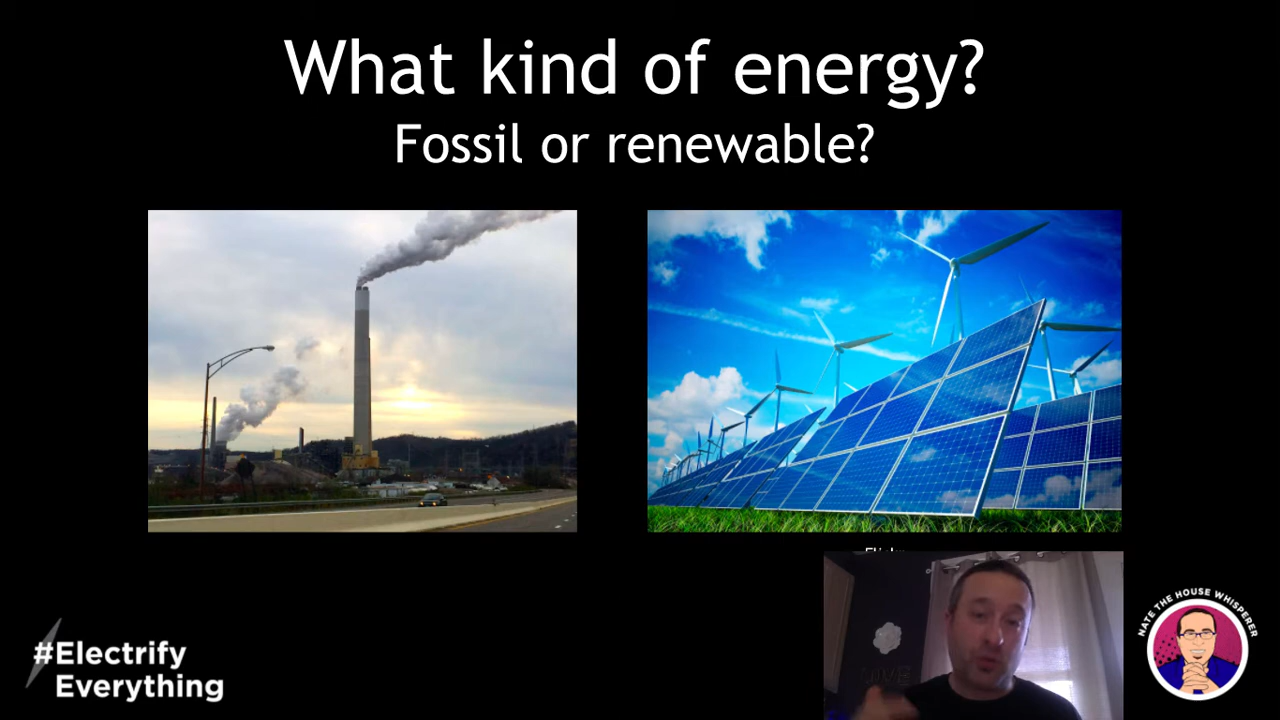 What kind of energy?
Fossil or renewable?
#Electrify
Everything
NATE THE HOUSE WHISPERER